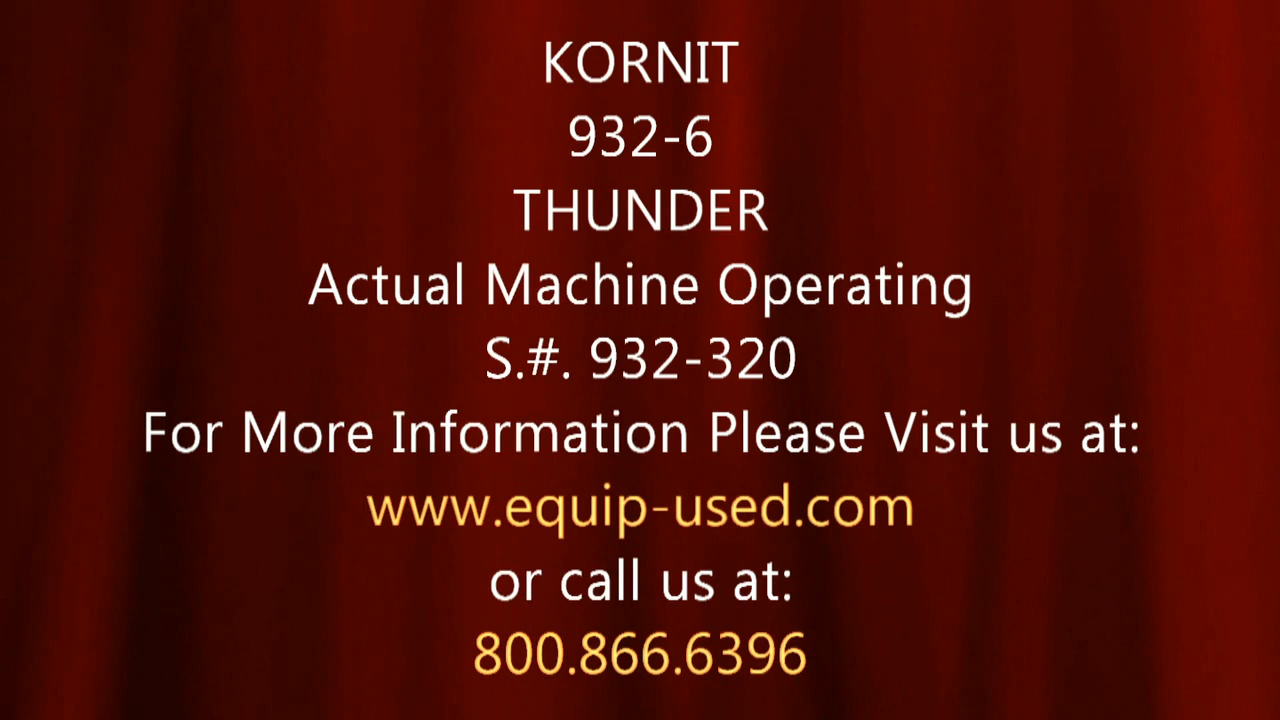 KORNIT
932-6
THUNDER
Actual Machine Operating
S.#. 932-320
For More Information Please Visit us at:
www.equip-used.com
or call us at:
800.866.6396